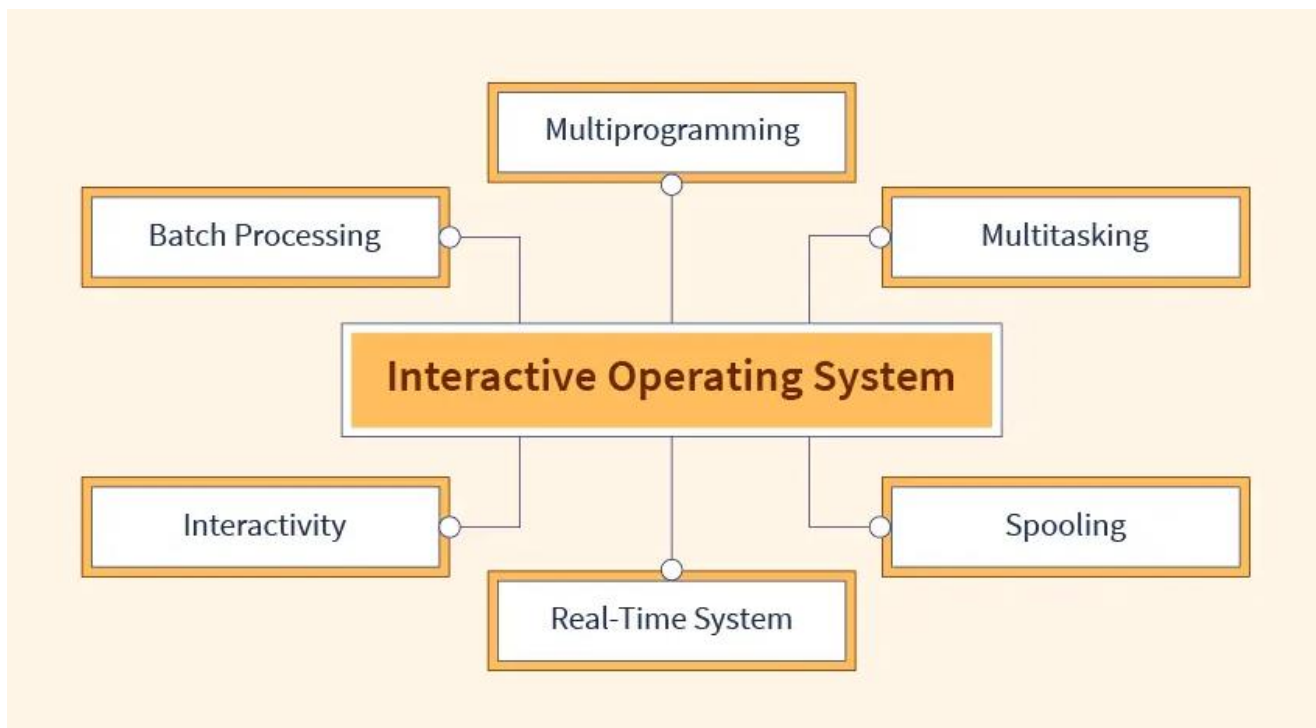 Multiprogramming
Batch Processing
Multitasking
Interactive Operating System
Interactivity
Spooling
Real-Time System